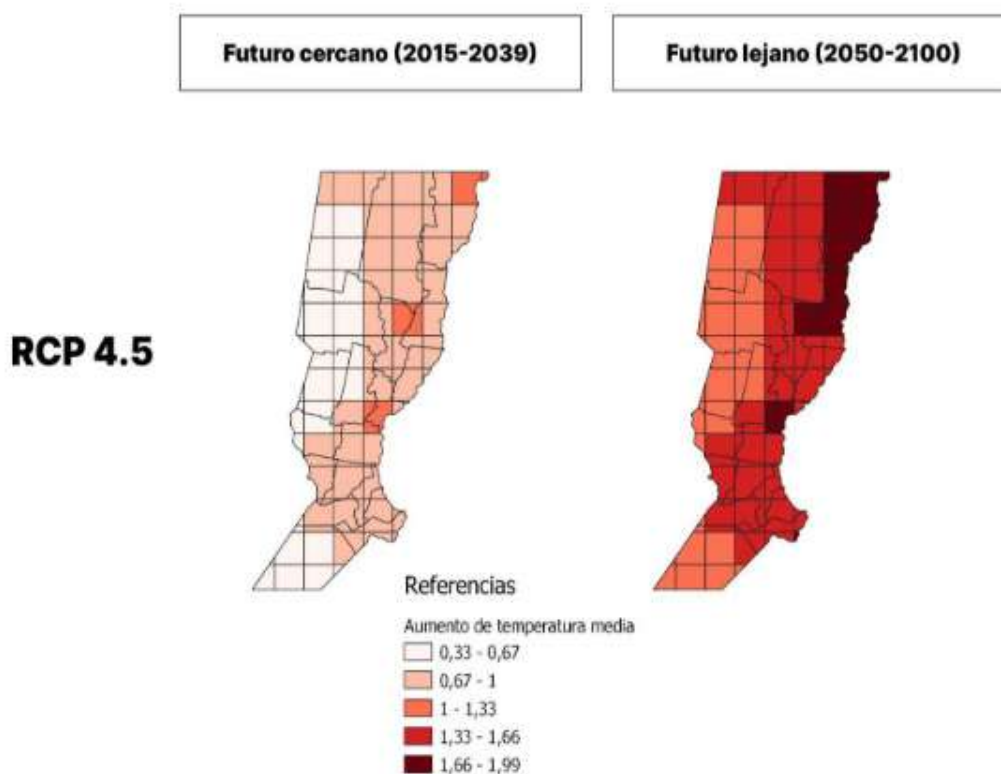 Futuro cercano (2015-2039)
Futuro lejano (2050-2100)
RCP 4.5
Referencias
Aumento de temperatura media
0,33 - 0,67
0,67 - 1
1 - 1,33
1,33 - 1,66
1,66 - 1,99